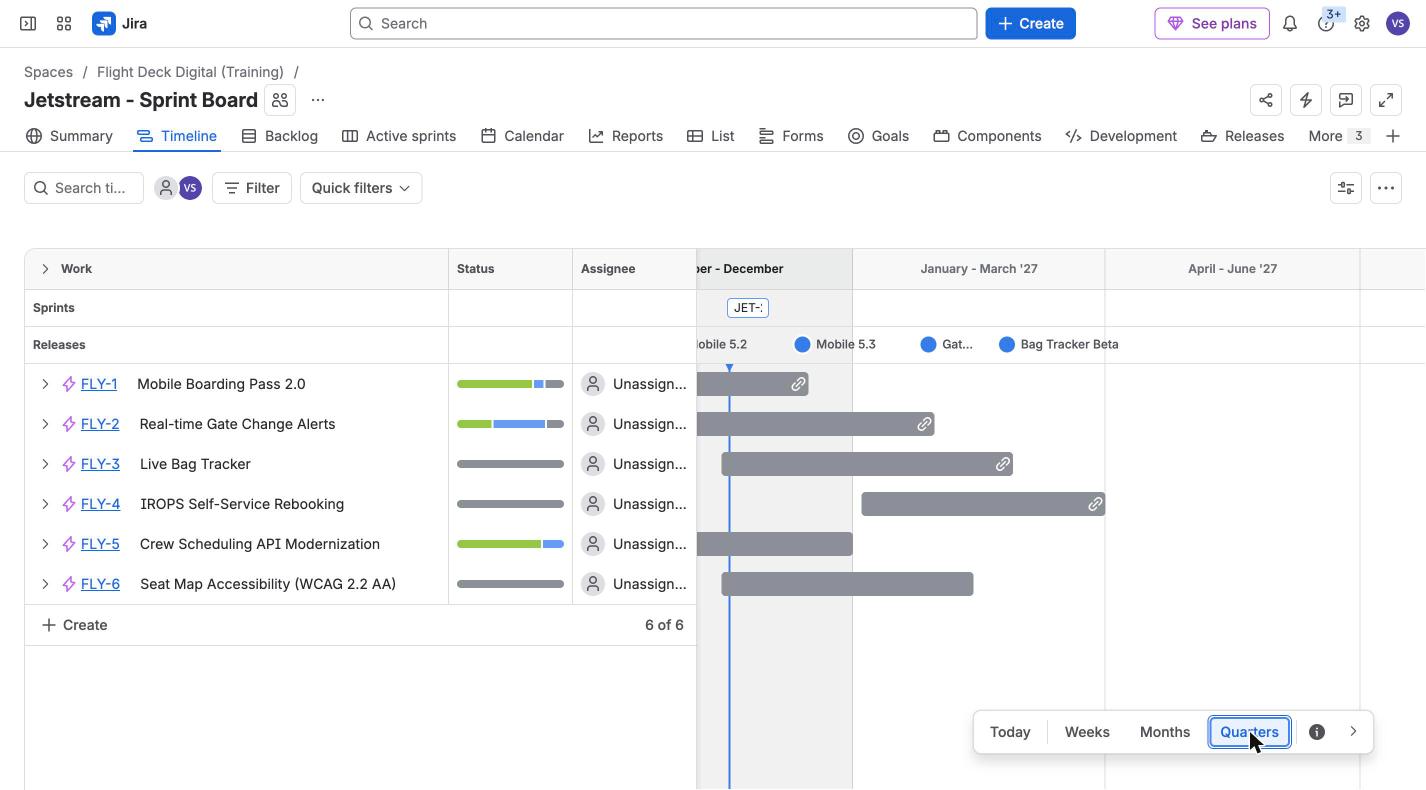 Jira
Search
Create
See plans
3+
VS
Spaces / Flight Deck Digital (Training) /
Jetstream - Sprint Board
Summary
Timeline
Backlog
Active sprints
Calendar
Reports
List
Forms
Goals
Components
Development
Releases
More 3
Search ti...
VS
Filter
Quick filters
Work
Status
Assignee
ber - December
January - March '27
April - June '27
Sprints
JET-
Releases
obile 5.2
Mobile 5.3
Gat...
Bag Tracker Beta
FLY-1 Mobile Boarding Pass 2.0 Unassign...
FLY-2 Real-time Gate Change Alerts Unassign...
FLY-3 Live Bag Tracker Unassign...
FLY-4 IROPS Self-Service Rebooking Unassign...
FLY-5 Crew Scheduling API Modernization Unassign...
FLY-6 Seat Map Accessibility (WCAG 2.2 AA) Unassign...
Create
6 of 6
Today
Weeks
Months
Quarters